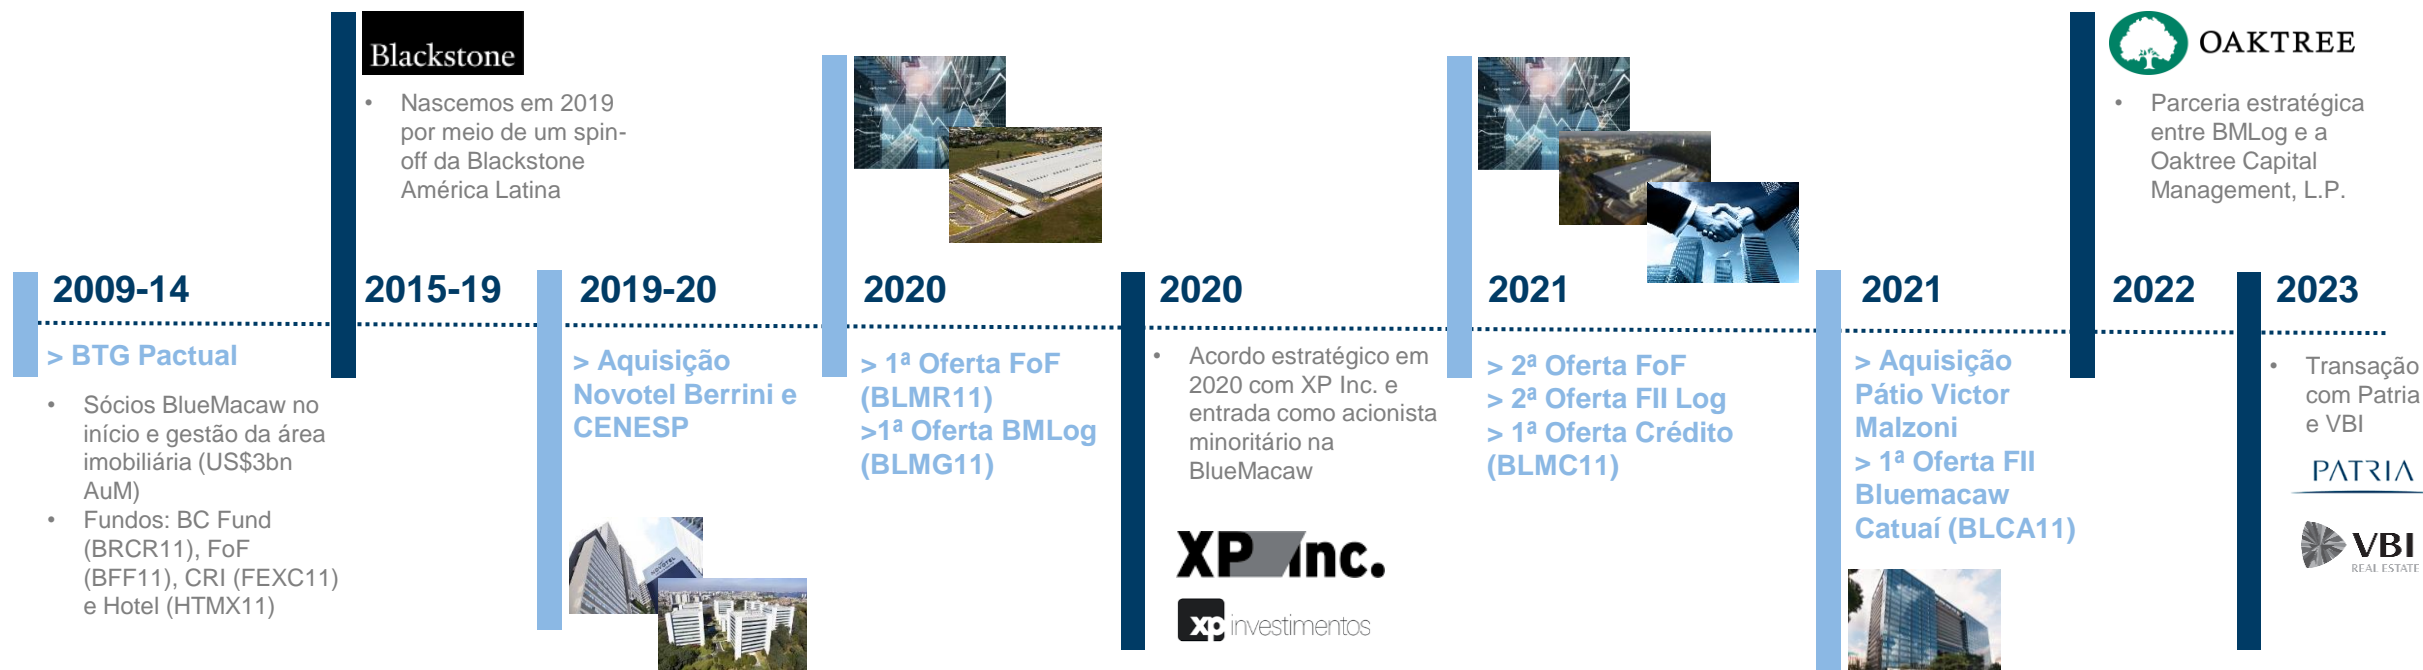 2009-14
> BTG Pactual
• Sócios BlueMacaw no
início e gestão da área
imobiliária (US$3bn
AuM)
• Fundos: BC Fund
(BRCR11), FoF
(BFF11), CRI (FEXC11)
e Hotel (HTMX11)
Blackstone
• Nascemos em 2019
por meio de um spin-
off da Blackstone
América Latina
2015-19
2019-20
> Aquisição
Novotel Berrini e
CENESP
NOVOTEL
2020
> 1ª Oferta FoF
(BLMR11)
>1ª Oferta BMLog
(BLMG11)
2020
• Acordo estratégico em
2020 com XP Inc. e
entrada como acionista
minoritário na
BlueMacaw
XP Inc.
xp investimentos
2021
> 2ª Oferta FoF
> 2ª Oferta FII Log
> 1ª Oferta Crédito
(BLMC11)
2021
> Aquisição
Pátio Victor
Malzoni
> 1ª Oferta FII
Bluemacaw
Catuaí (BLCA11)
OAKTREE
• Parceria estratégica
entre BMLog e a
Oaktree Capital
Management, L.P.
2022
2023
• Transação
com Patria
e VBI
PATRIA
VBI
REAL ESTATE